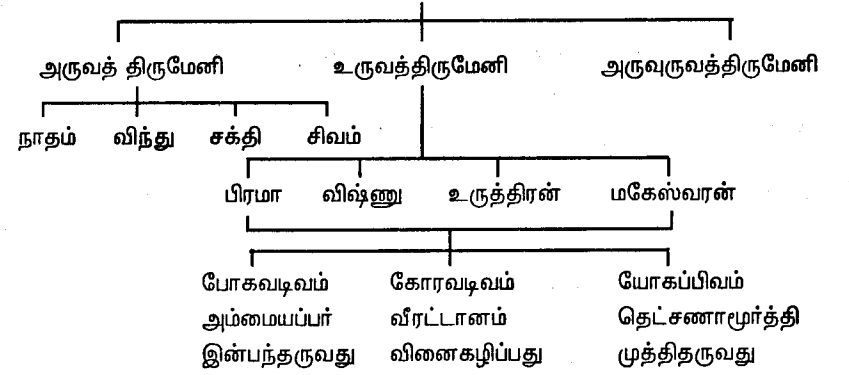 அருவத் திருமேனி உருவத்திருமேனி அருவுருவத்திருமேனி
நாதம் விந்து சக்தி சிவம்
பிரமா விஷ்ணு உருத்திரன் மகேஸ்வரன்
போகவடிவம் கோரவடிவம் யோகப்பிவம்
அம்மையப்பர் வீரட்டானம் தெட்சணாமூர்த்தி
இன்பந்தருவது வினைகழிப்பது முத்திதருவது